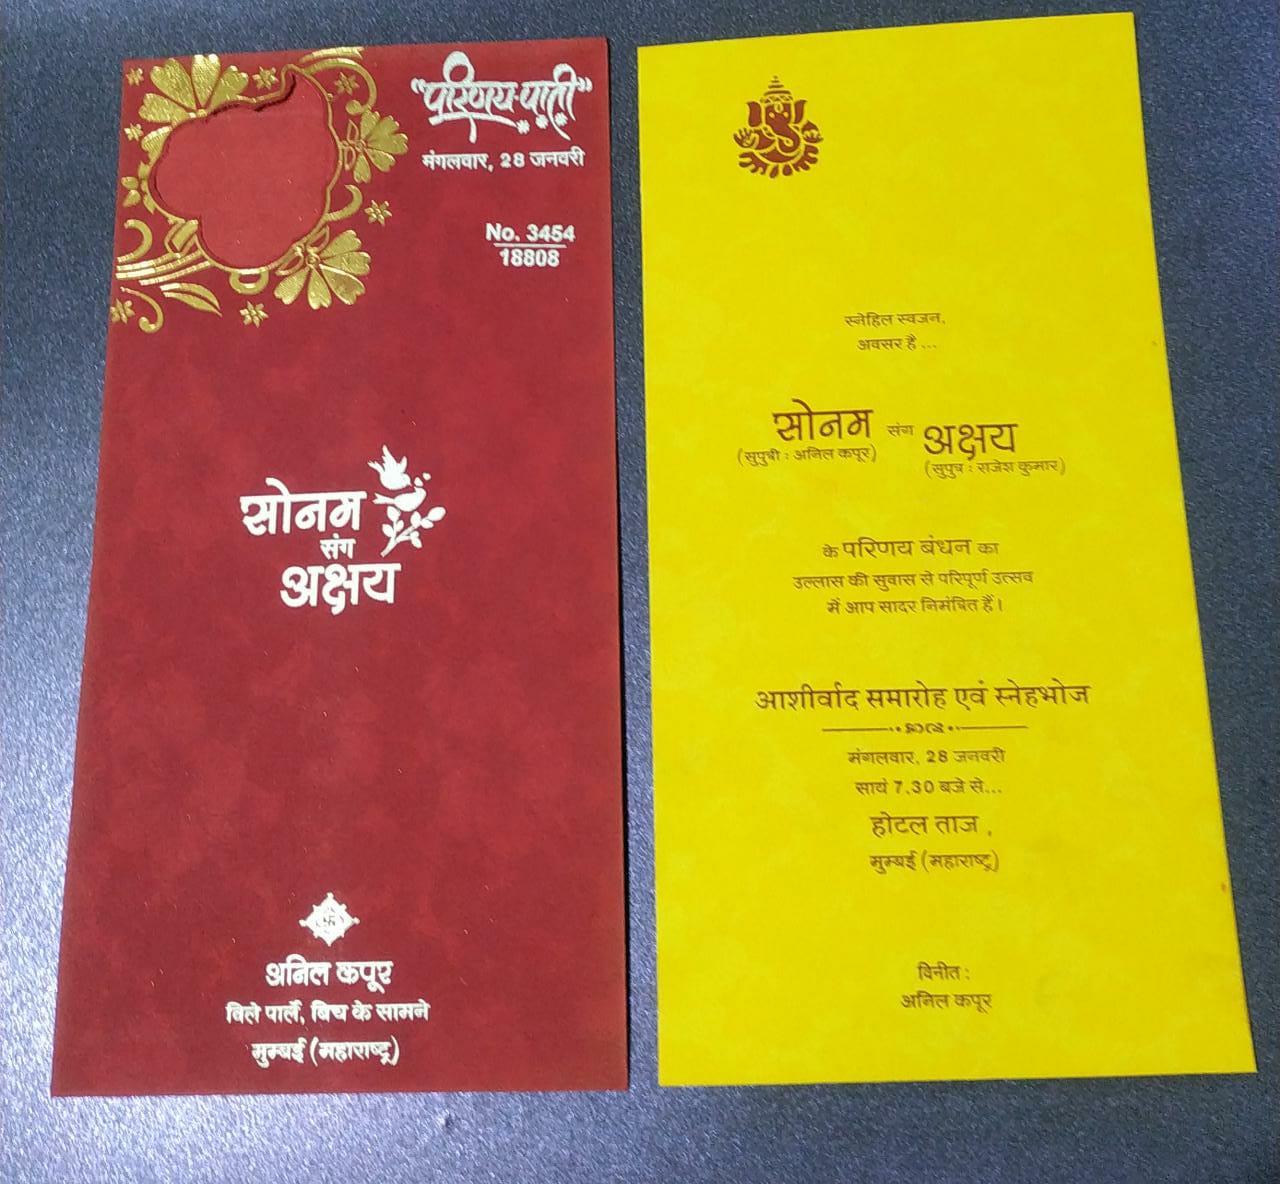 "परिणय-पाती"
मंगलवार, 28 जनवरी
No. 3454
18808
सोनम
संग
अक्षय
अनिल कपूर
विले पार्ले, बिच के सामने
मुम्बई (महाराष्ट्र)
स्नेहिल स्वजन,
अवसर है ...
सोनम संग अक्षय
(सुपुत्री : अनिल कपूर)
(सुपुत्र : राजेश कुमार)
के परिणय बंधन का
उल्लास की सुवास से परिपूर्ण उत्सव
में आप सादर निमंत्रित हैं।
आशीर्वाद समारोह एवं स्नेहभोज
मंगलवार, 28 जनवरी
सायं 7.30 बजे से...
होटल ताज ,
मुम्बई (महाराष्ट्र)
विनीत :
अनिल कपूर